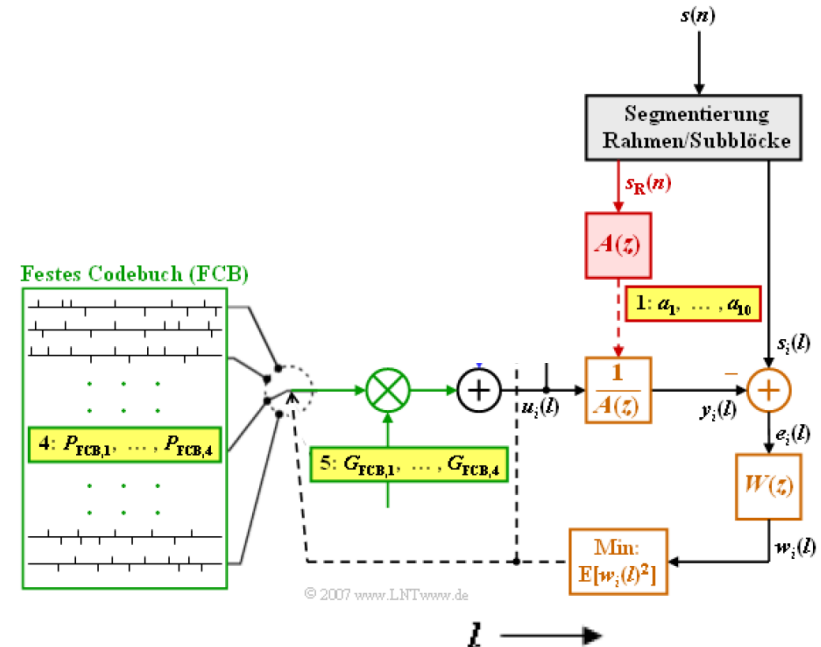 s(n)
Segmentierung
Rahmen/Subblöcke
s_R(n)
A(z)
Festes Codebuch (FCB)
1: a_1, … , a_10
s_i(l)
1
A(z)
+
u_i(l)
−
+
y_i(l)
e_i(l)
4: P_FCB,1, … , P_FCB,4
5: G_FCB,1, … , G_FCB,4
W(z)
w_i(l)
Min:
E[w_i(l)^2]
© 2007 www.LNTwww.de
l